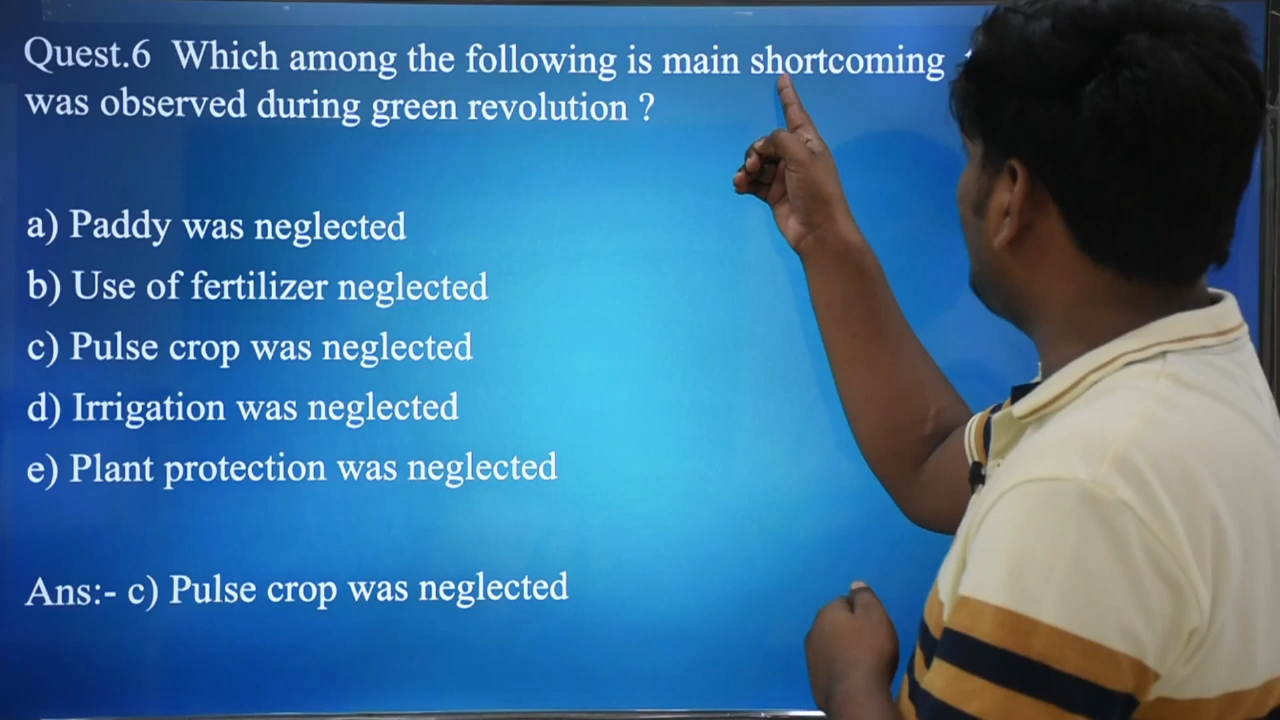 Quest.6 Which among the following is main shortcoming
was observed during green revolution ?
a) Paddy was neglected
b) Use of fertilizer neglected
c) Pulse crop was neglected
d) Irrigation was neglected
e) Plant protection was neglected
Ans:- c) Pulse crop was neglected